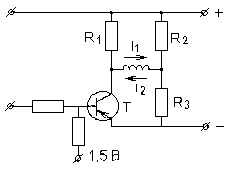 +
R1 I1 R2
I2
T R3
−
1,5 В